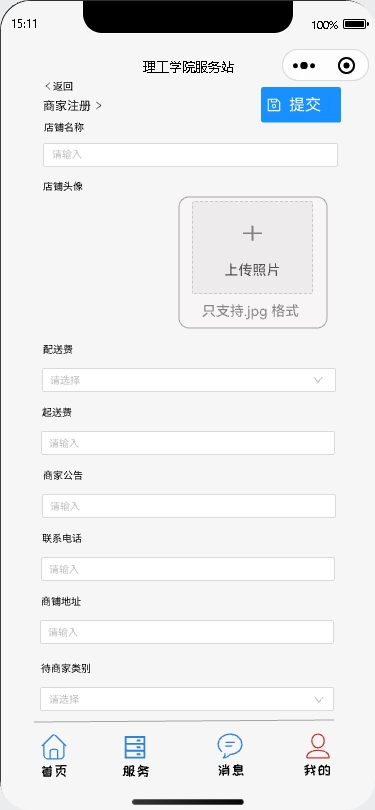 15:11
100%
理工学院服务站
返回
商家注册
提交
店铺名称
请输入
店铺头像
上传照片
只支持.jpg 格式
配送费
请选择
起送费
请输入
商家公告
请输入
联系电话
请输入
商铺地址
请输入
待商家类别
请选择
首页
服务
消息
我的